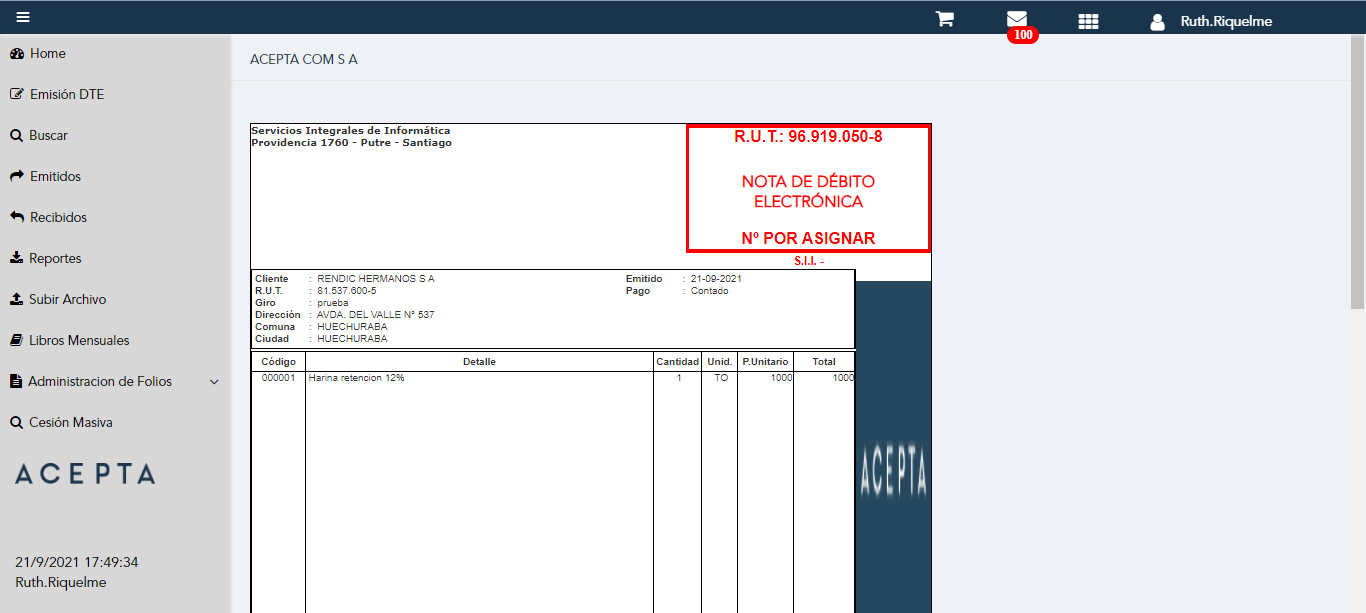 Ruth.Riquelme
100
Home
Emisión DTE
Buscar
Emitidos
Recibidos
Reportes
Subir Archivo
Libros Mensuales
Administracion de Folios
Cesión Masiva
ACEPTA
21/9/2021 17:49:34
Ruth.Riquelme
ACEPTA COM S A
Servicios Integrales de Informática
Providencia 1760 - Putre - Santiago
R.U.T.: 96.919.050-8
NOTA DE DÉBITO
ELECTRÓNICA
Nº POR ASIGNAR
S.I.I. -
Cliente : RENDIC HERMANOS S A Emitido : 21-09-2021
R.U.T. : 81.537.600-5 Pago : Contado
Giro : prueba
Dirección : AVDA. DEL VALLE N° 537
Comuna : HUECHURABA
Ciudad : HUECHURABA
Código Detalle Cantidad Unid. P.Unitario Total
000001 Harina retencion 12% 1 TO 1000 1000
ACEPTA